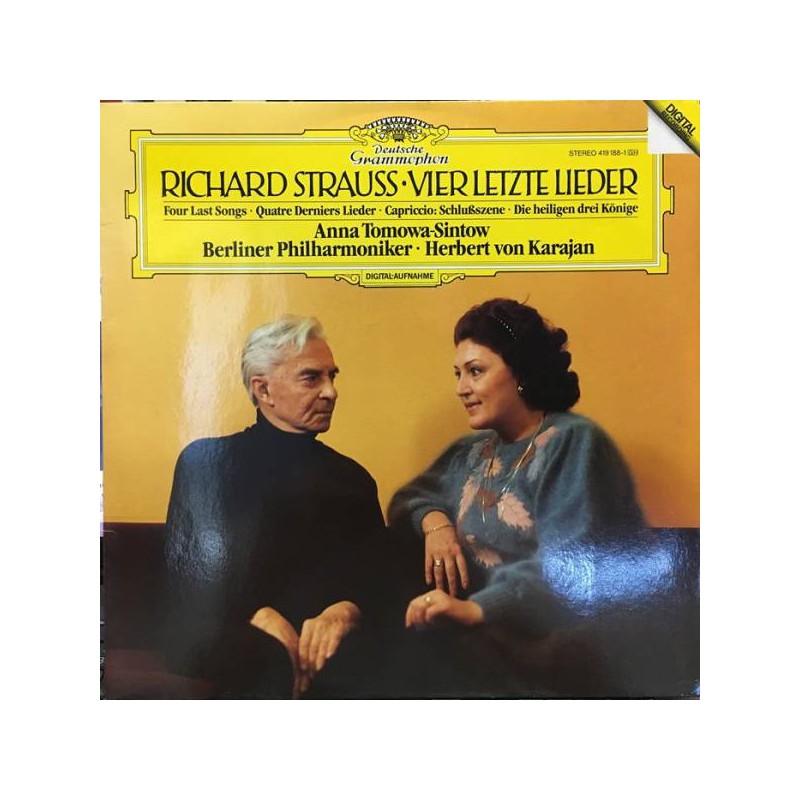 DIGITAL
RECORDING
Deutsche
Grammophon
STEREO 419 188-1
RICHARD STRAUSS · VIER LETZTE LIEDER
Four Last Songs · Quatre Derniers Lieder · Capriccio: Schlußszene · Die heiligen drei Könige
Anna Tomowa-Sintow
Berliner Philharmoniker · Herbert von Karajan
DIGITAL-AUFNAHME